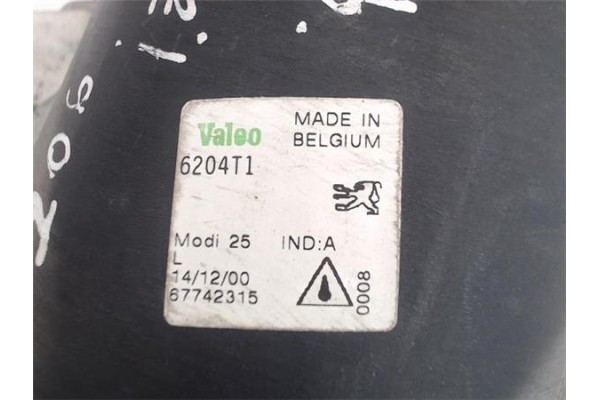 Valeo
MADE IN
BELGIUM
6204T1
Modi 25 IND:A
L
14/12/00
67742315
0008